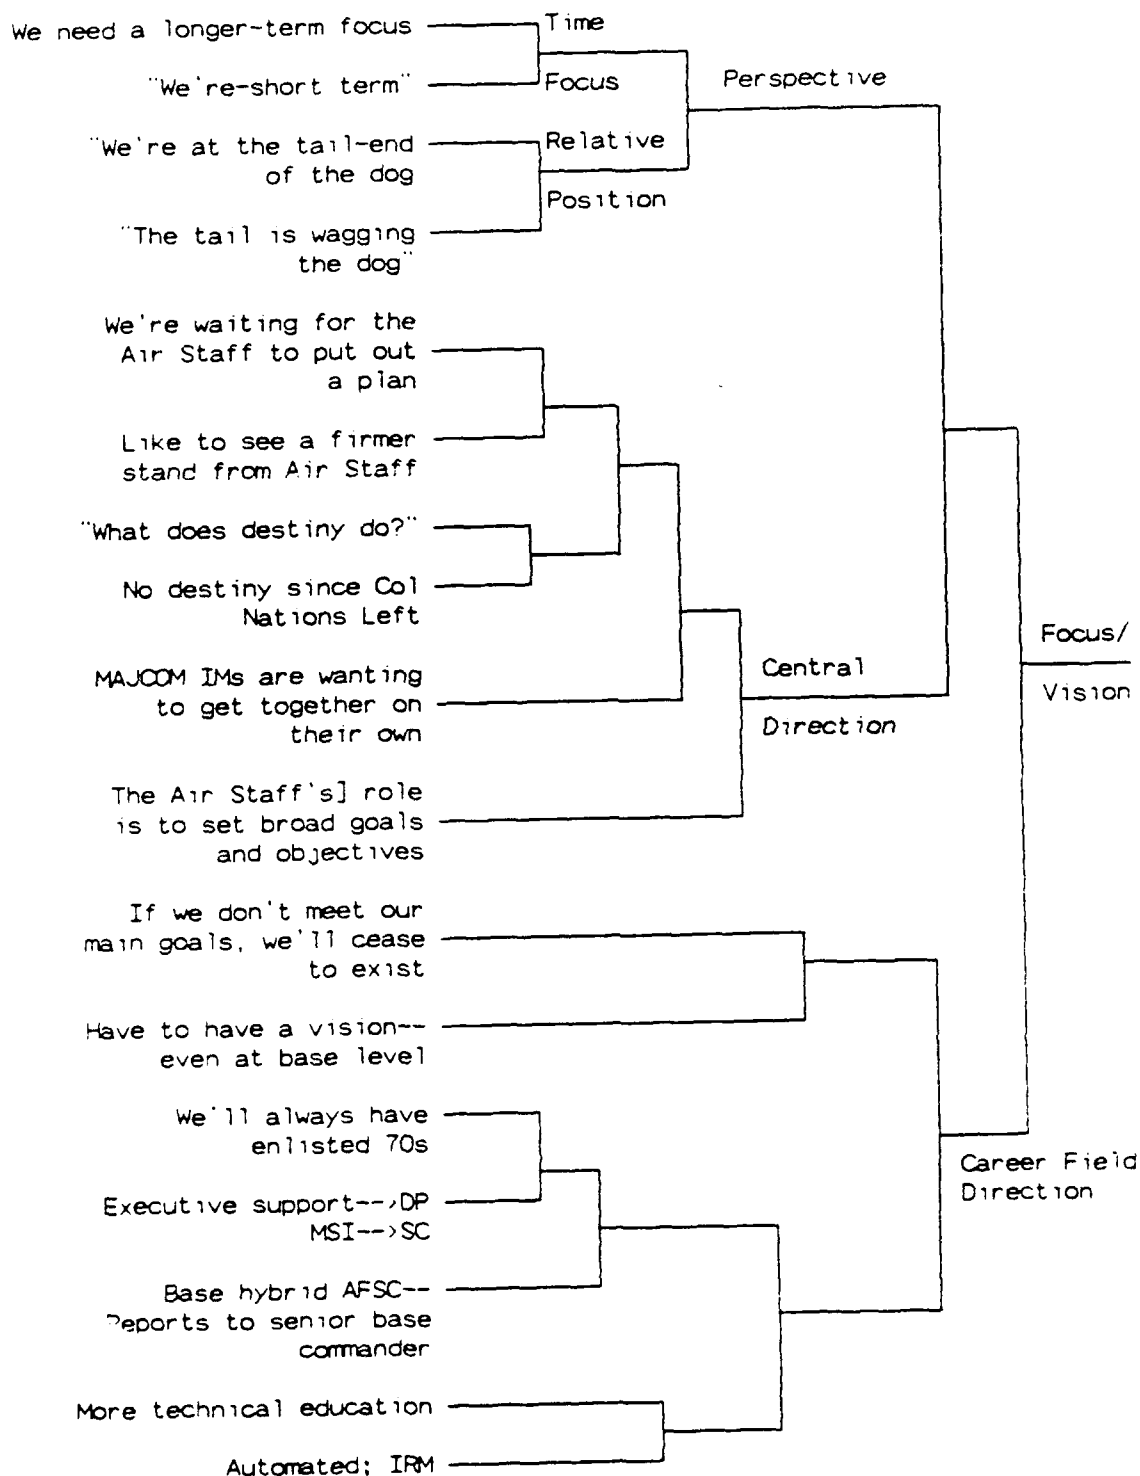 We need a longer-term focus
Time
"We're-short term"
Focus
Perspective
"We're at the tail-end
of the dog
Relative
Position
"The tail is wagging
the dog"
We're waiting for the
Air Staff to put out
a plan
Like to see a firmer
stand from Air Staff
"What does destiny do?"
No destiny since Col
Nations Left
MAJCOM IMs are wanting
to get together on
their own
Central
Direction
Focus/
Vision
The Air Staff's] role
is to set broad goals
and objectives
If we don't meet our
main goals, we'll cease
to exist
Have to have a vision--
even at base level
We'll always have
enlisted 70s
Executive support-->DP
MSI-->SC
Career Field
Direction
Base hybrid AFSC--
Reports to senior base
commander
More technical education
Automated; IRM